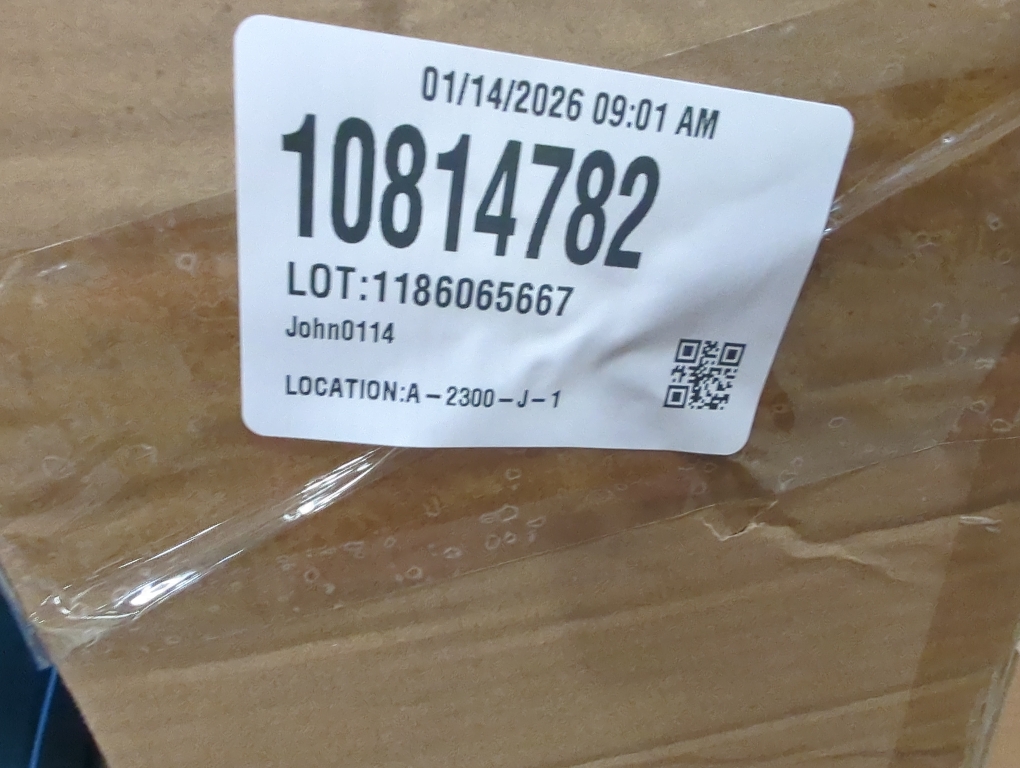 01/14/2026 09:01 AM
10814782
LOT:1186065667
John0114
LOCATION:A-2300-J-1